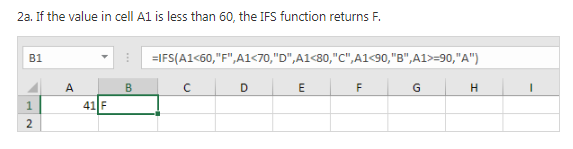 2a. If the value in cell A1 is less than 60, the IFS function returns F.
B1 =IFS(A1<60,"F",A1<70,"D",A1<80,"C",A1<90,"B",A1>=90,"A")
A B C D E F G H I
1 41 F
2